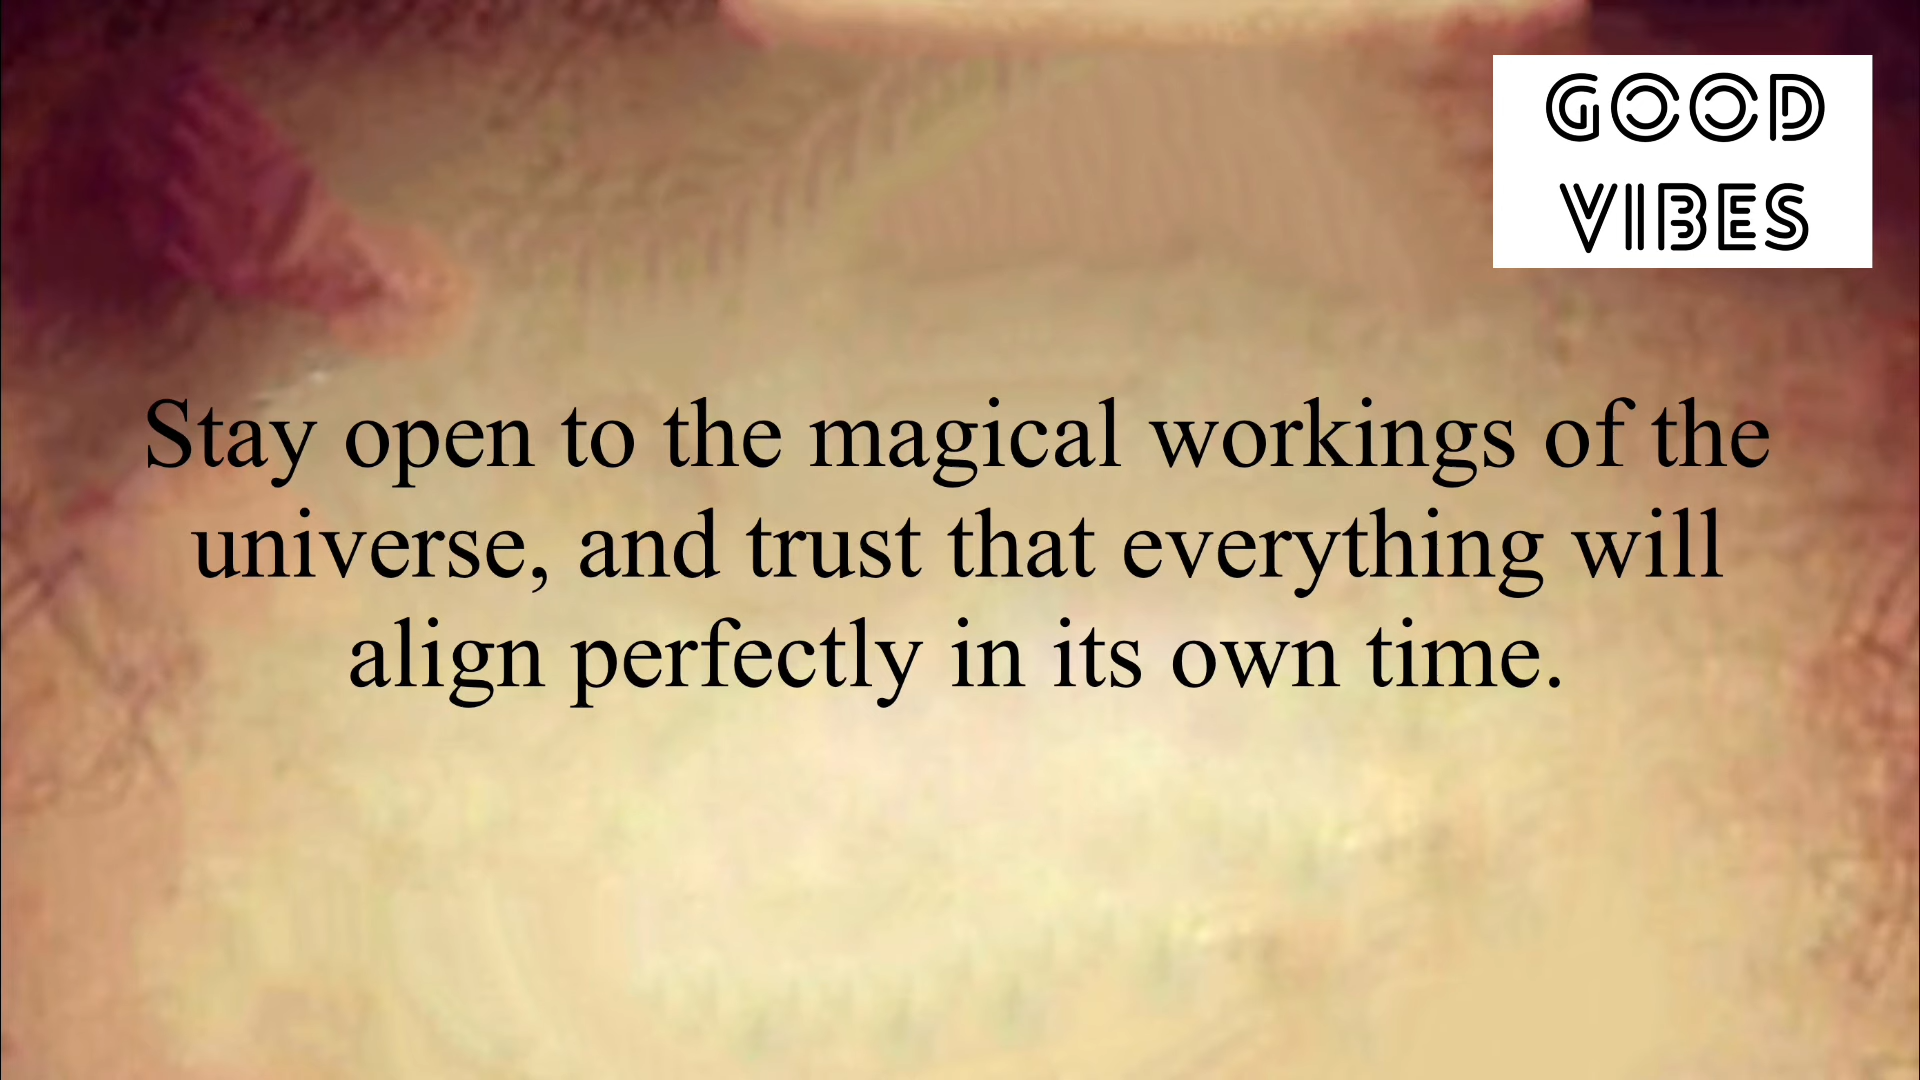 GOOD
VIBES
Stay open to the magical workings of the
universe, and trust that everything will
align perfectly in its own time.